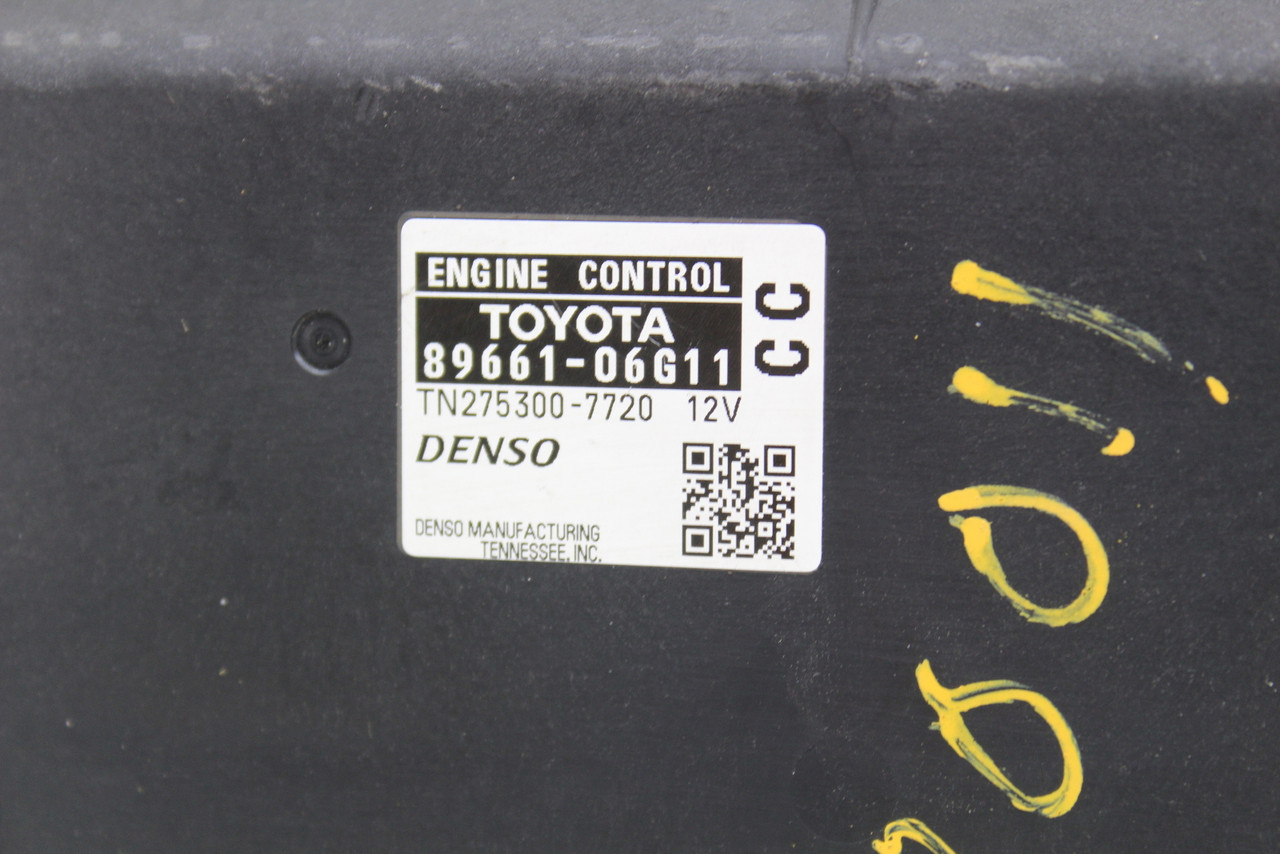 ENGINE CONTROL
TOYOTA
89661-06G11
CC
TN275300-7720 12V
DENSO
DENSO MANUFACTURING
TENNESSEE, INC.